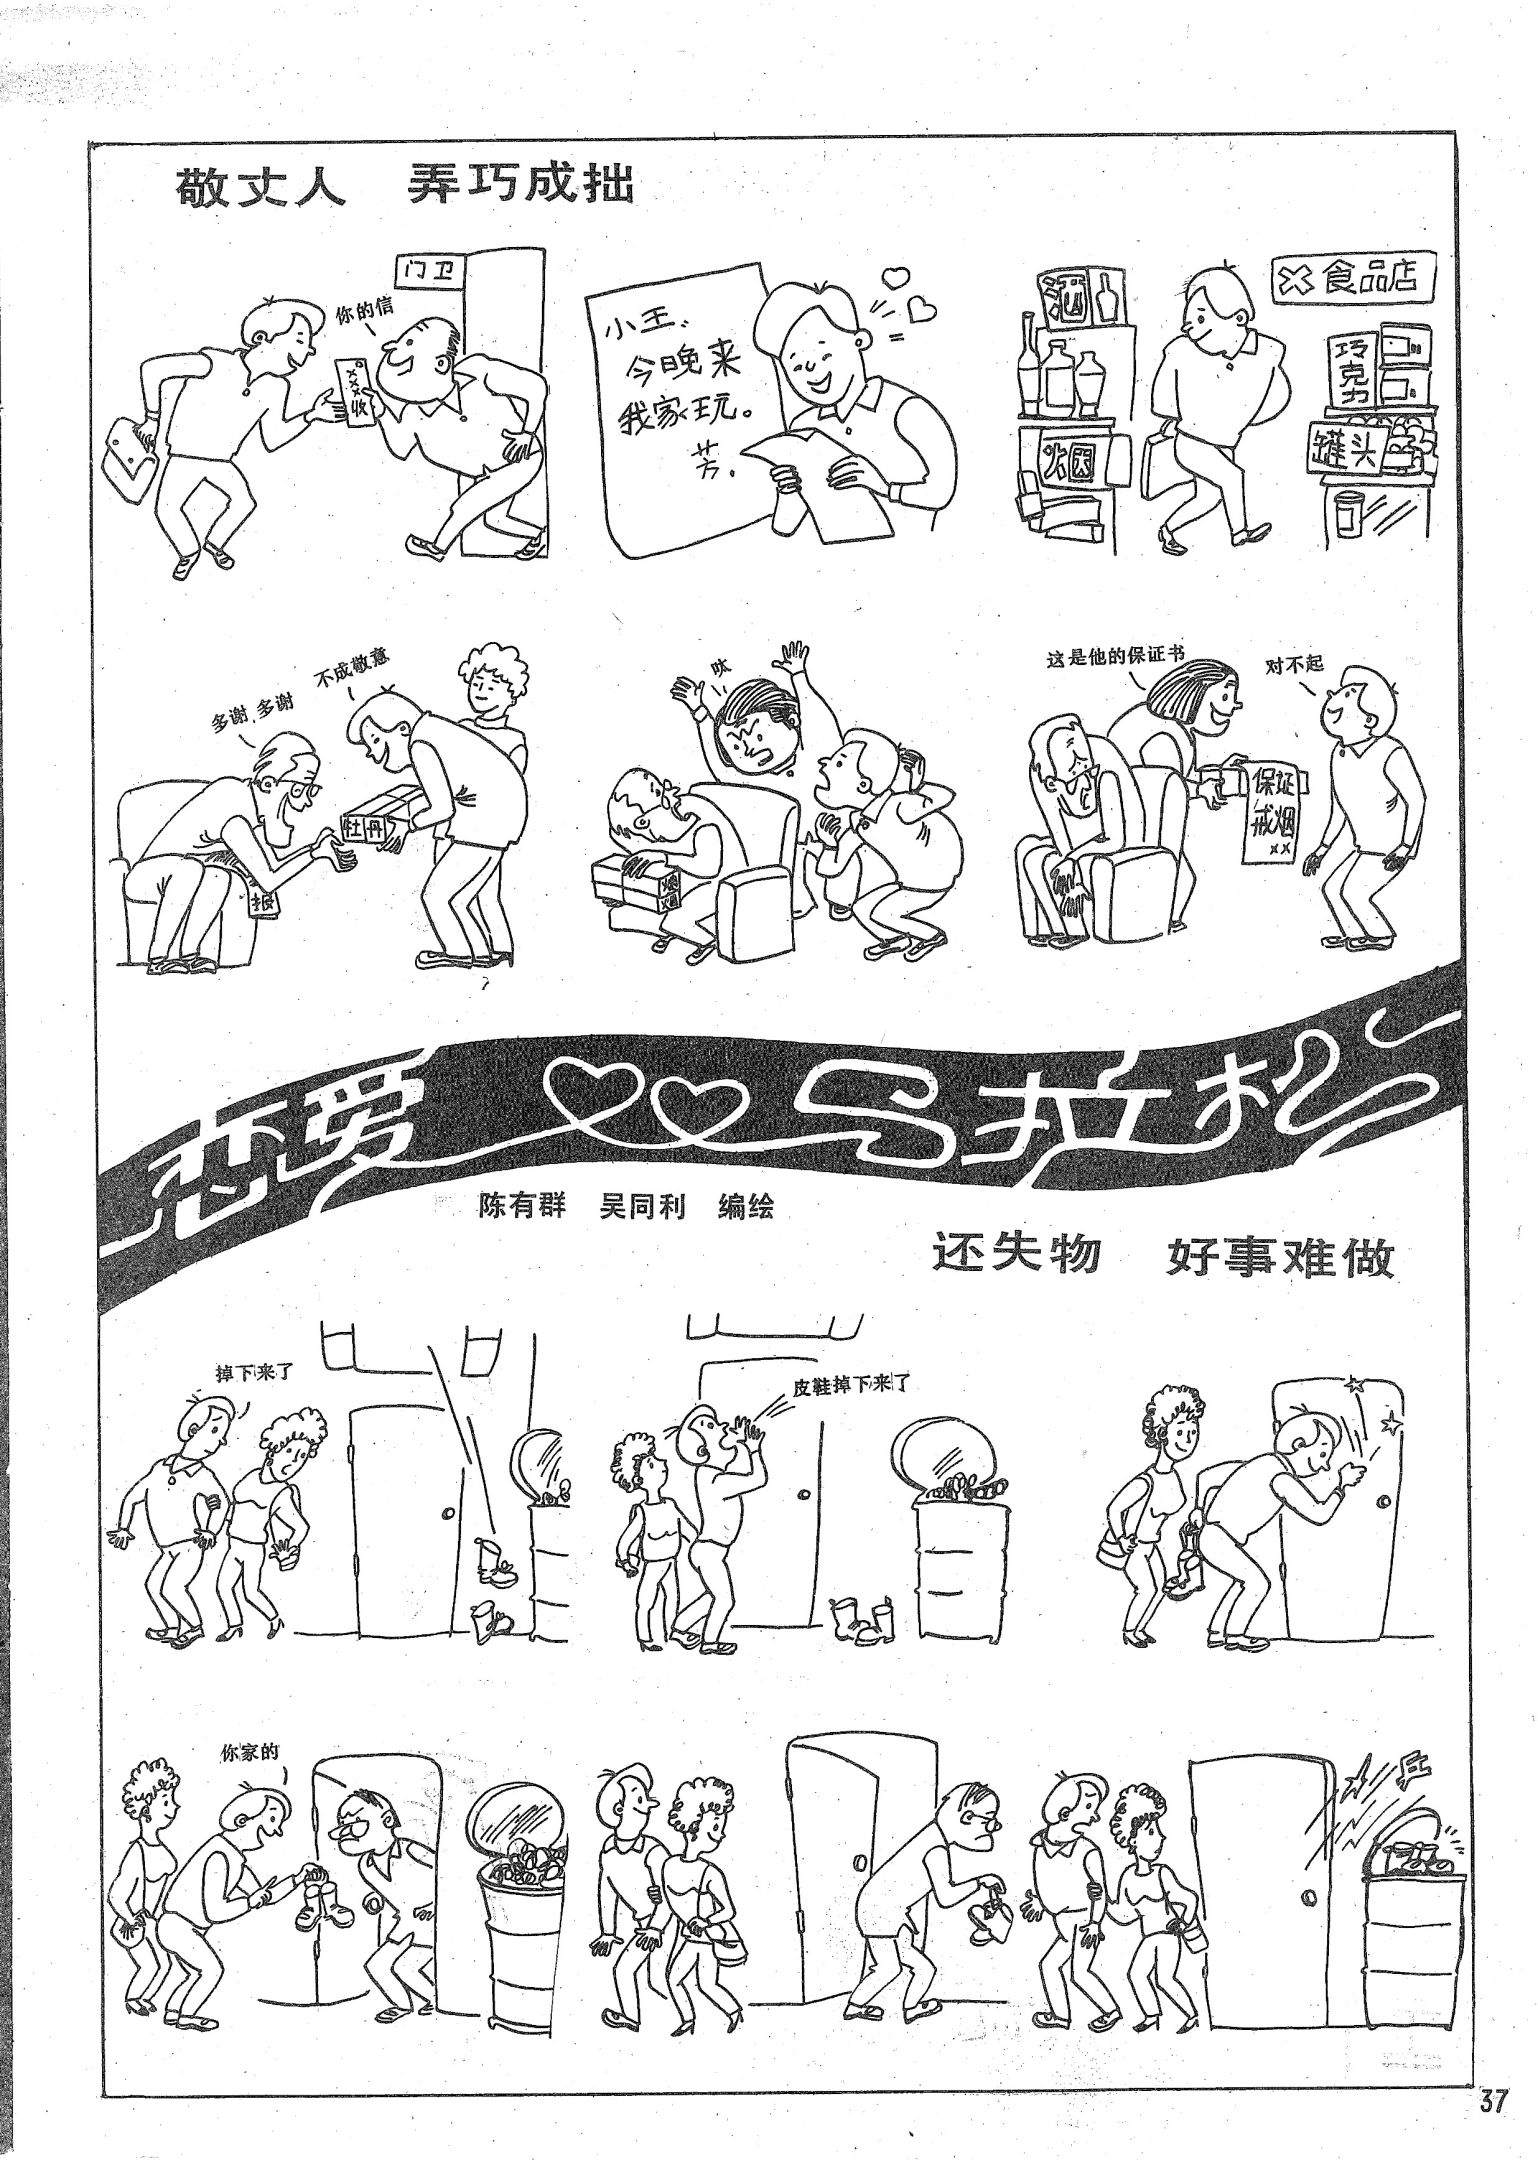 敬丈人 弄巧成拙
门卫
你的信
×××收
小王:
今晚来
我家玩。
芳.
酒
烟
×食品店
巧克力
罐头
多谢,多谢
不成敬意
牡丹
报
呔
烟
烟
这是他的保证书
对不起
保证
戒烟
××
恋爱马拉松
陈有群 吴同利 编绘
还失物 好事难做
掉下来了
皮鞋掉下来了
你家的
乓
37